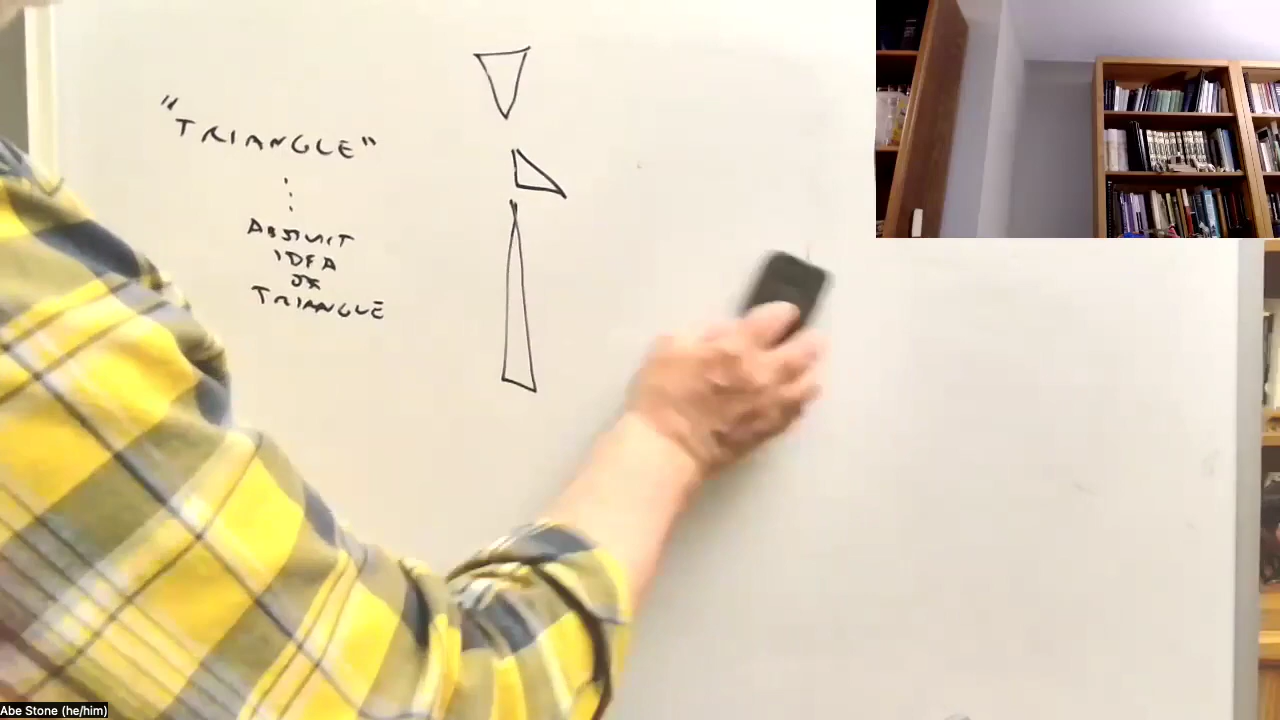 "TRIANGLE"
ABSTRACT
IDEA
OF
TRIANGLE
Abe Stone (he/him)